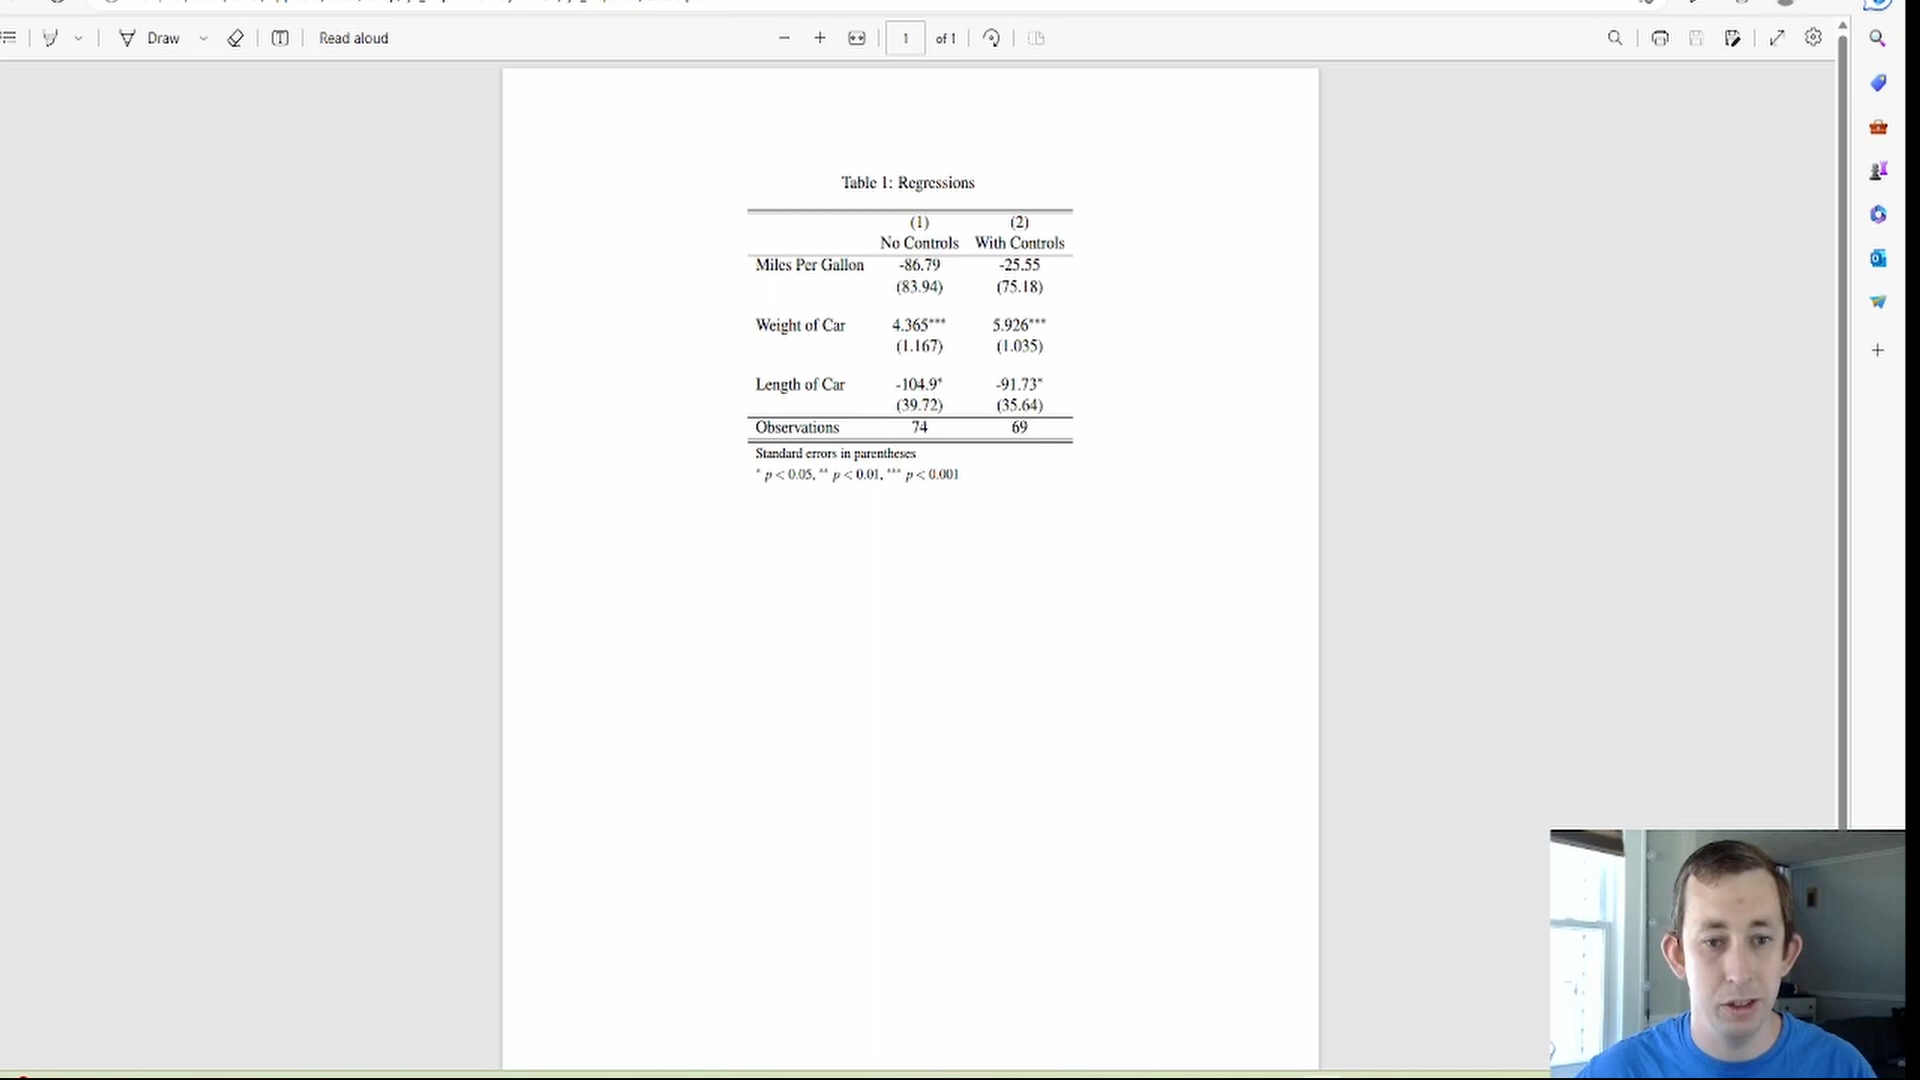 Draw
Read aloud
1 of 1
Table 1: Regressions
(1) (2)
No Controls With Controls
Miles Per Gallon -86.79 -25.55
(83.94) (75.18)
Weight of Car 4.365*** 5.926***
(1.167) (1.035)
Length of Car -104.9* -91.73*
(39.72) (35.64)
Observations 74 69
Standard errors in parentheses
* p < 0.05, ** p < 0.01, *** p < 0.001